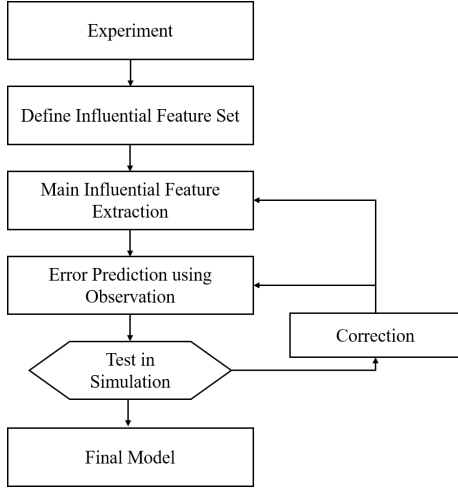 Experiment
Define Influential Feature Set
Main Influential Feature
Extraction
Error Prediction using
Observation
Correction
Test in
Simulation
Final Model